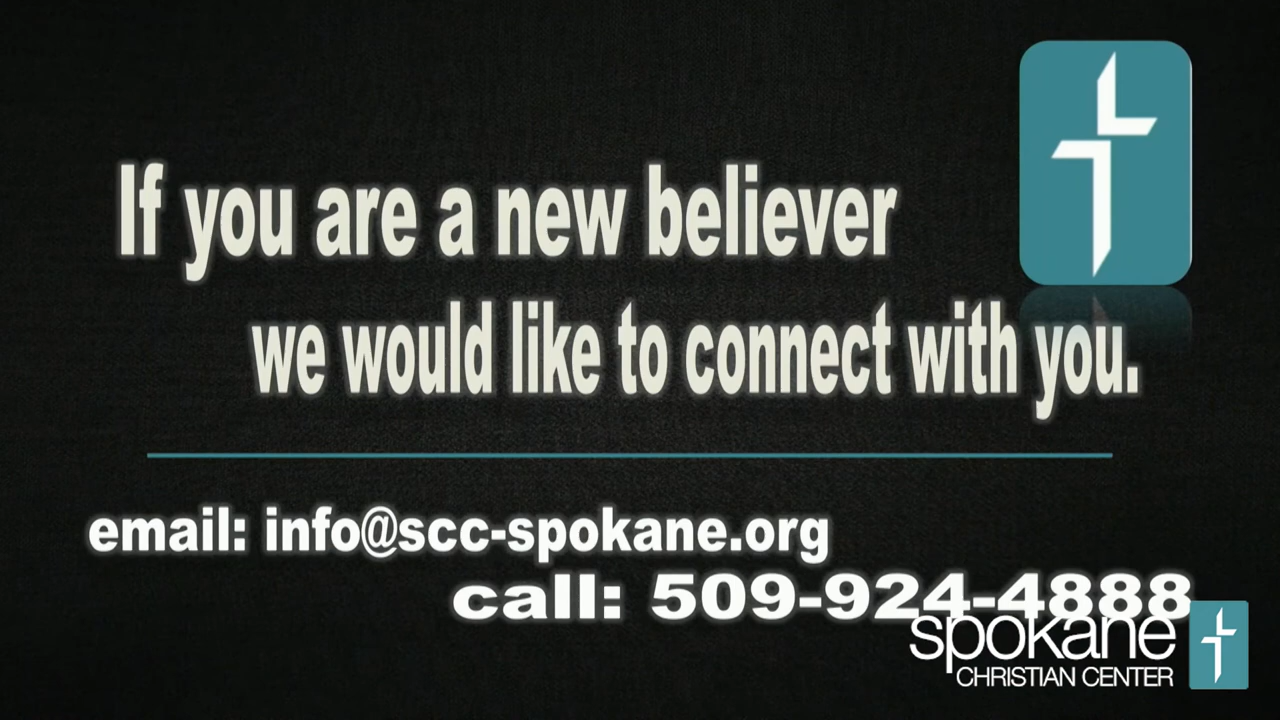 If you are a new believer
we would like to connect with you.
email: info@scc-spokane.org
call: 509-924-4888
spokane
CHRISTIAN CENTER